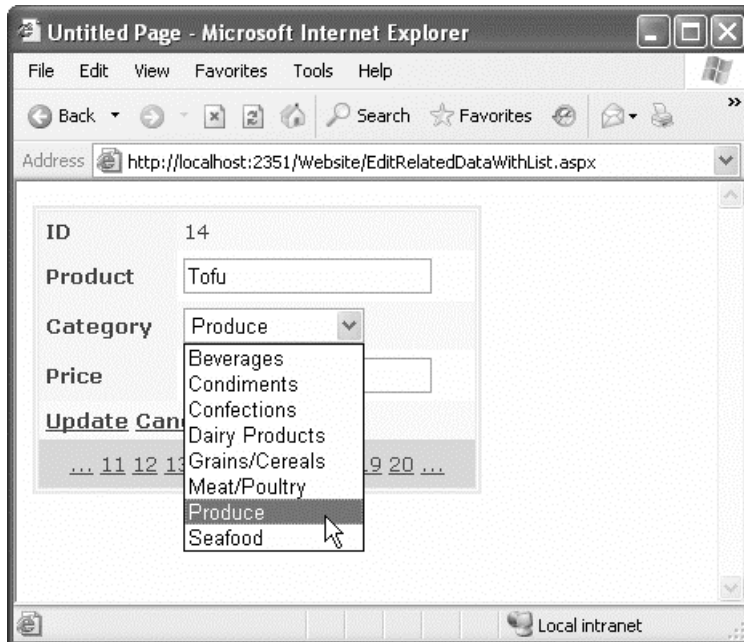 Untitled Page - Microsoft Internet Explorer
File Edit View Favorites Tools Help
Back Search Favorites »
Address http://localhost:2351/Website/EditRelatedDataWithList.aspx
ID 14
Product Tofu
Category Produce
Beverages
Condiments
Price
Confections
Update
Dairy Products
... 11 12 Grains/Cereals 20 ...
Meat/Poultry
Produce
Seafood
Local intranet